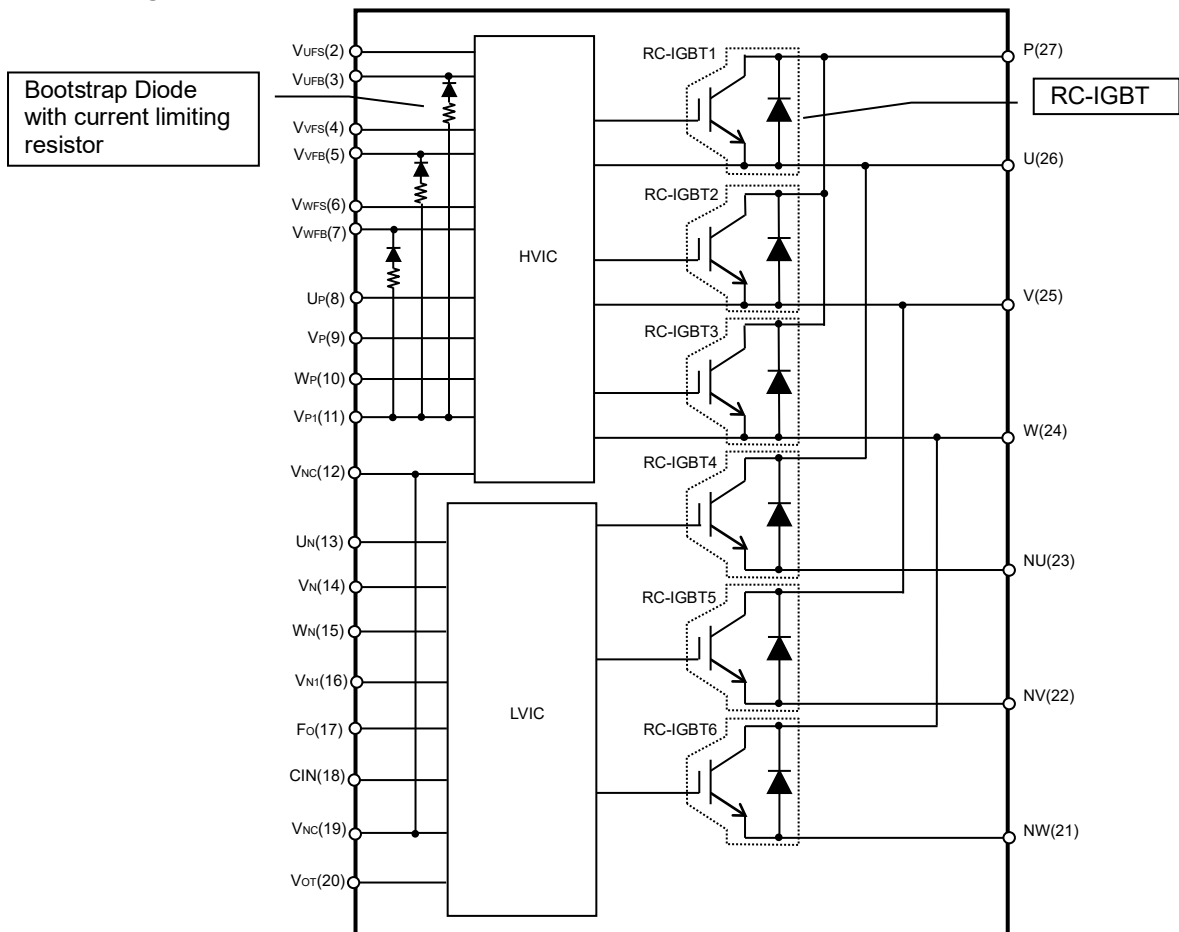 VUFS(2)
VUFB(3)
VVFS(4)
VVFB(5)
VWFS(6)
VWFB(7)
UP(8)
VP(9)
WP(10)
VP1(11)
VNC(12)
UN(13)
VN(14)
WN(15)
VN1(16)
FO(17)
CIN(18)
VNC(19)
VOT(20)
Bootstrap Diode
with current limiting
resistor
HVIC
LVIC
RC-IGBT1
RC-IGBT2
RC-IGBT3
RC-IGBT4
RC-IGBT5
RC-IGBT6
RC-IGBT
P(27)
U(26)
V(25)
W(24)
NU(23)
NV(22)
NW(21)